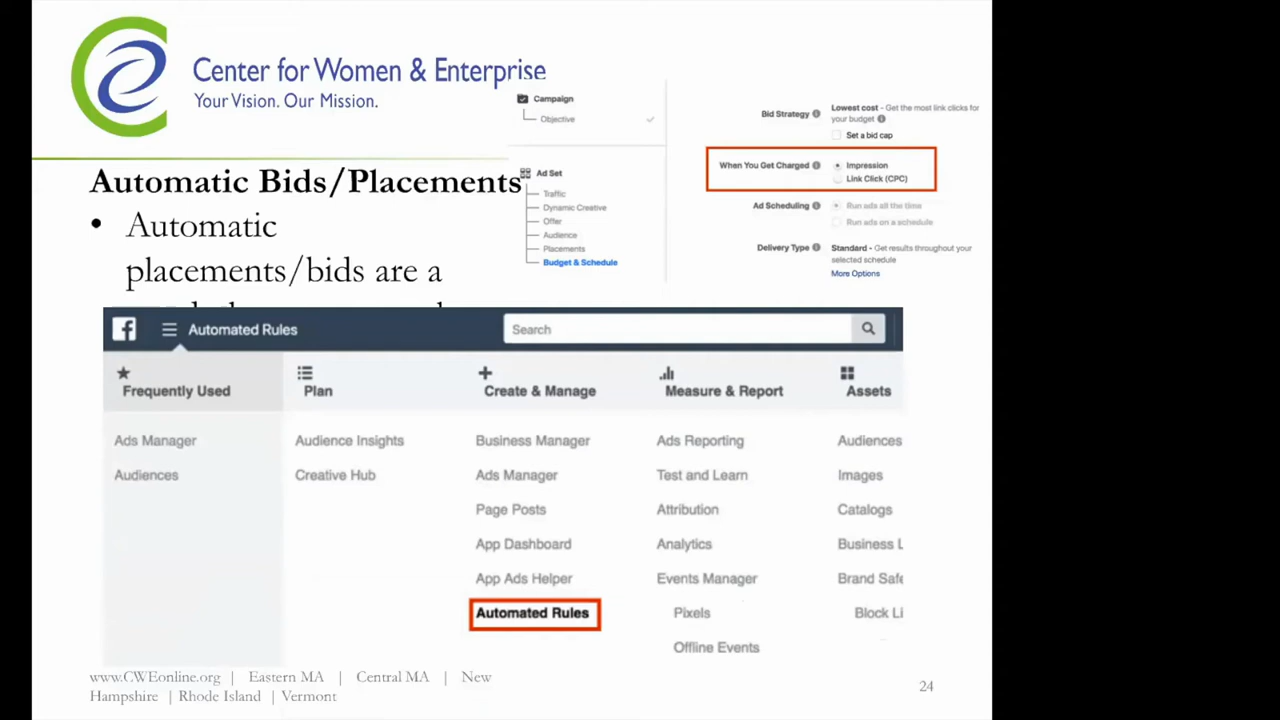 Center for Women & Enterprise
Your Vision. Our Mission.
Automatic Bids/Placements
• Automatic
placements/bids are a
Campaign
Objective
Ad Set
Traffic
Dynamic Creative
Offer
Audience
Placements
Budget & Schedule
Bid Strategy
Lowest cost - Get the most link clicks for
your budget
Set a bid cap
When You Get Charged
Impression
Link Click (CPC)
Ad Scheduling
Run ads all the time
Run ads on a schedule
Delivery Type
Standard - Get results throughout your
selected schedule
More Options
Automated Rules
Search
Frequently Used
Ads Manager
Audiences
Plan
Audience Insights
Creative Hub
Create & Manage
Business Manager
Ads Manager
Page Posts
App Dashboard
App Ads Helper
Automated Rules
Measure & Report
Ads Reporting
Test and Learn
Attribution
Analytics
Events Manager
Pixels
Offline Events
Assets
Audiences
Images
Catalogs
Business L
Brand Safe
Block Li
www.CWEonline.org | Eastern MA | Central MA | New
Hampshire | Rhode Island | Vermont
24